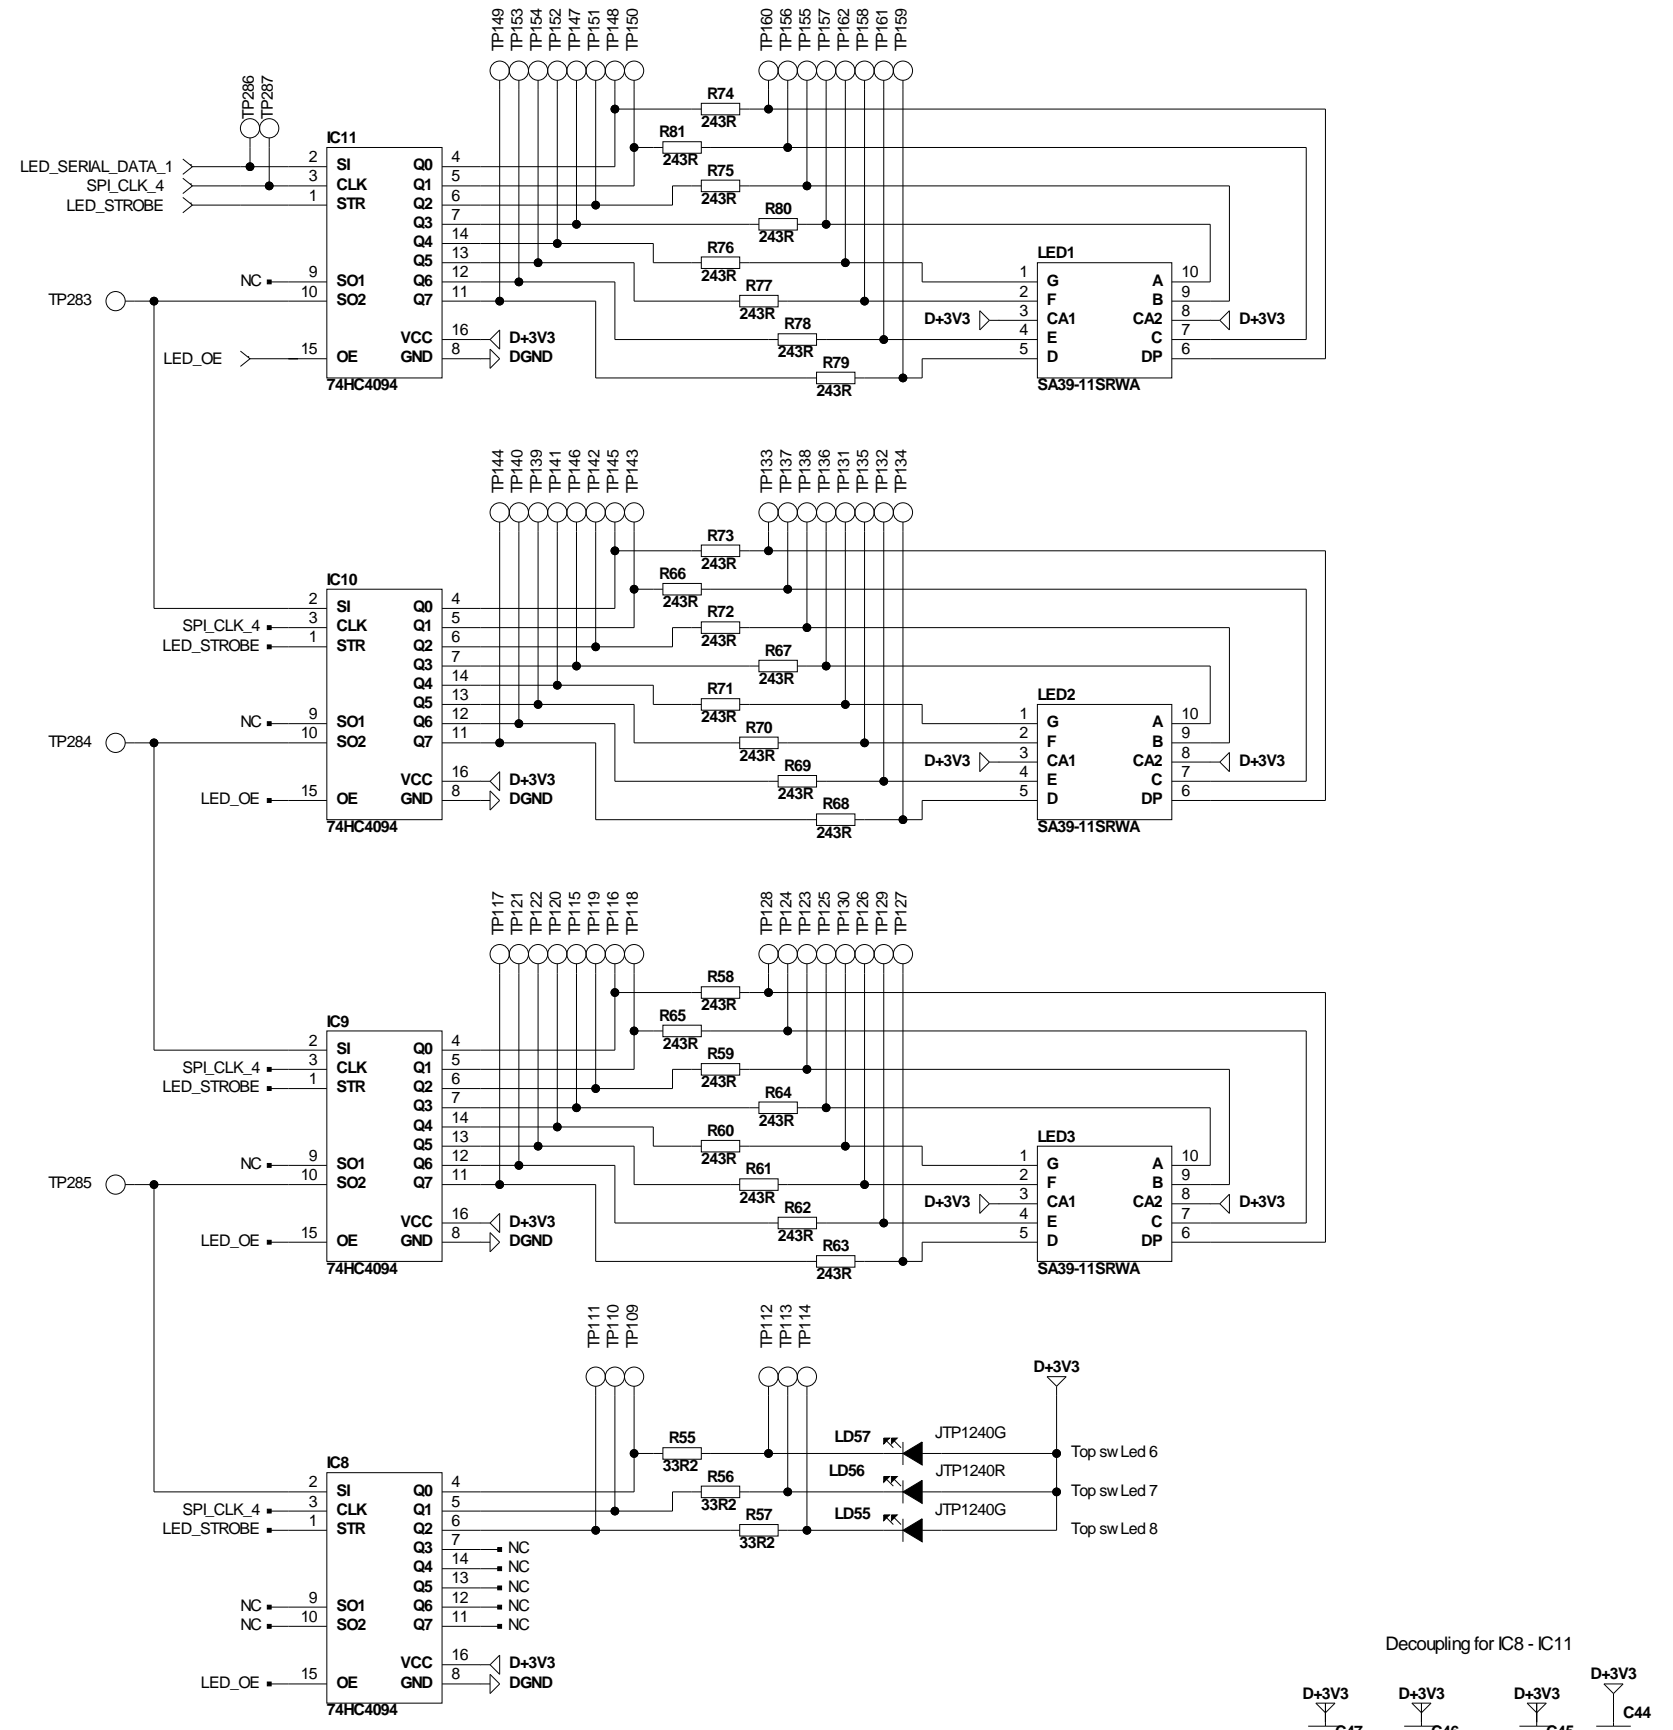 TP149 TP153 TP154 TP152 TP147 TP151 TP148 TP150
TP160 TP156 TP155 TP157 TP162 TP158 TP161 TP159
TP286 TP287
R74
243R
R81
243R
R75
243R
R80
243R
R76
243R
R77
243R
R78
243R
R79
243R
IC11
LED_SERIAL_DATA_1 2 SI Q0 4
SPI_CLK_4 3 CLK Q1 5
LED_STROBE 1 STR Q2 6
Q3 7
Q4 14
Q5 13
NC 9 SO1 Q6 12
TP283 10 SO2 Q7 11
VCC 16 D+3V3
LED_OE 15 OE GND 8 DGND
74HC4094
LED1
1 G A 10
2 F B 9
D+3V3 3 CA1 CA2 8 D+3V3
4 E C 7
5 D DP 6
SA39-11SRWA
TP144 TP140 TP139 TP141 TP146 TP142 TP145 TP143
TP133 TP137 TP138 TP136 TP131 TP135 TP132 TP134
R73
243R
R66
243R
R72
243R
R67
243R
R71
243R
R70
243R
R69
243R
R68
243R
IC10
2 SI Q0 4
SPI_CLK_4 3 CLK Q1 5
LED_STROBE 1 STR Q2 6
Q3 7
Q4 14
Q5 13
NC 9 SO1 Q6 12
TP284 10 SO2 Q7 11
VCC 16 D+3V3
LED_OE 15 OE GND 8 DGND
74HC4094
LED2
1 G A 10
2 F B 9
D+3V3 3 CA1 CA2 8 D+3V3
4 E C 7
5 D DP 6
SA39-11SRWA
TP117 TP121 TP122 TP120 TP115 TP119 TP116 TP118
TP128 TP124 TP123 TP125 TP130 TP126 TP129 TP127
R58
243R
R65
243R
R59
243R
R64
243R
R60
243R
R61
243R
R62
243R
R63
243R
IC9
2 SI Q0 4
SPI_CLK_4 3 CLK Q1 5
LED_STROBE 1 STR Q2 6
Q3 7
Q4 14
Q5 13
NC 9 SO1 Q6 12
TP285 10 SO2 Q7 11
VCC 16 D+3V3
LED_OE 15 OE GND 8 DGND
74HC4094
LED3
1 G A 10
2 F B 9
D+3V3 3 CA1 CA2 8 D+3V3
4 E C 7
5 D DP 6
SA39-11SRWA
TP111 TP110 TP109
TP112 TP113 TP114
D+3V3
R55
33R2
LD57 JTP1240G Top sw Led 6
R56
33R2
LD56 JTP1240R Top sw Led 7
R57
33R2
LD55 JTP1240G Top sw Led 8
IC8
2 SI Q0 4
SPI_CLK_4 3 CLK Q1 5
LED_STROBE 1 STR Q2 6
Q3 7 NC
Q4 14 NC
Q5 13 NC
NC 9 SO1 Q6 12 NC
NC 10 SO2 Q7 11 NC
VCC 16 D+3V3
LED_OE 15 OE GND 8 DGND
74HC4094
Decoupling for IC8 - IC11
D+3V3 D+3V3 D+3V3 D+3V3
C47 C46 C45 C44